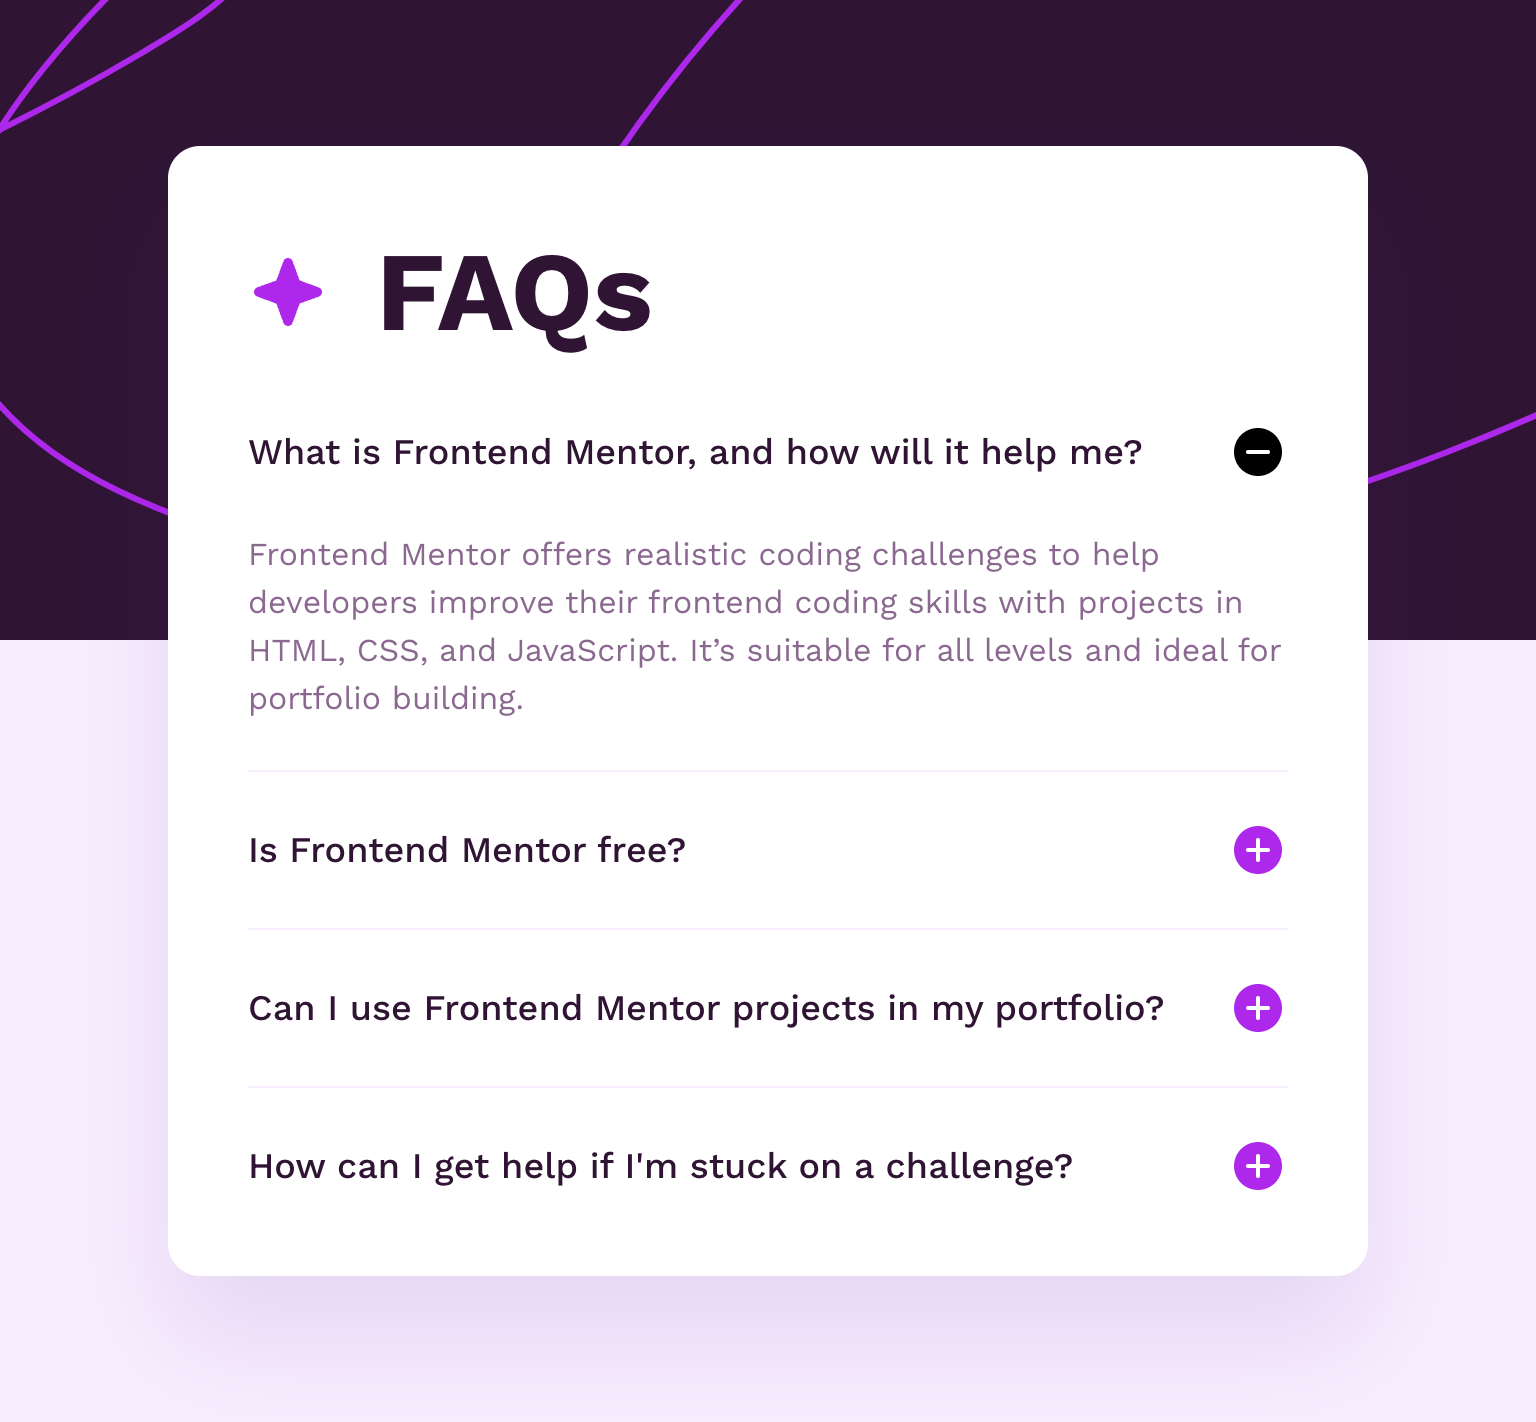 FAQs
What is Frontend Mentor, and how will it help me?
Frontend Mentor offers realistic coding challenges to help
developers improve their frontend coding skills with projects in
HTML, CSS, and JavaScript. It’s suitable for all levels and ideal for
portfolio building.
Is Frontend Mentor free?
Can I use Frontend Mentor projects in my portfolio?
How can I get help if I'm stuck on a challenge?